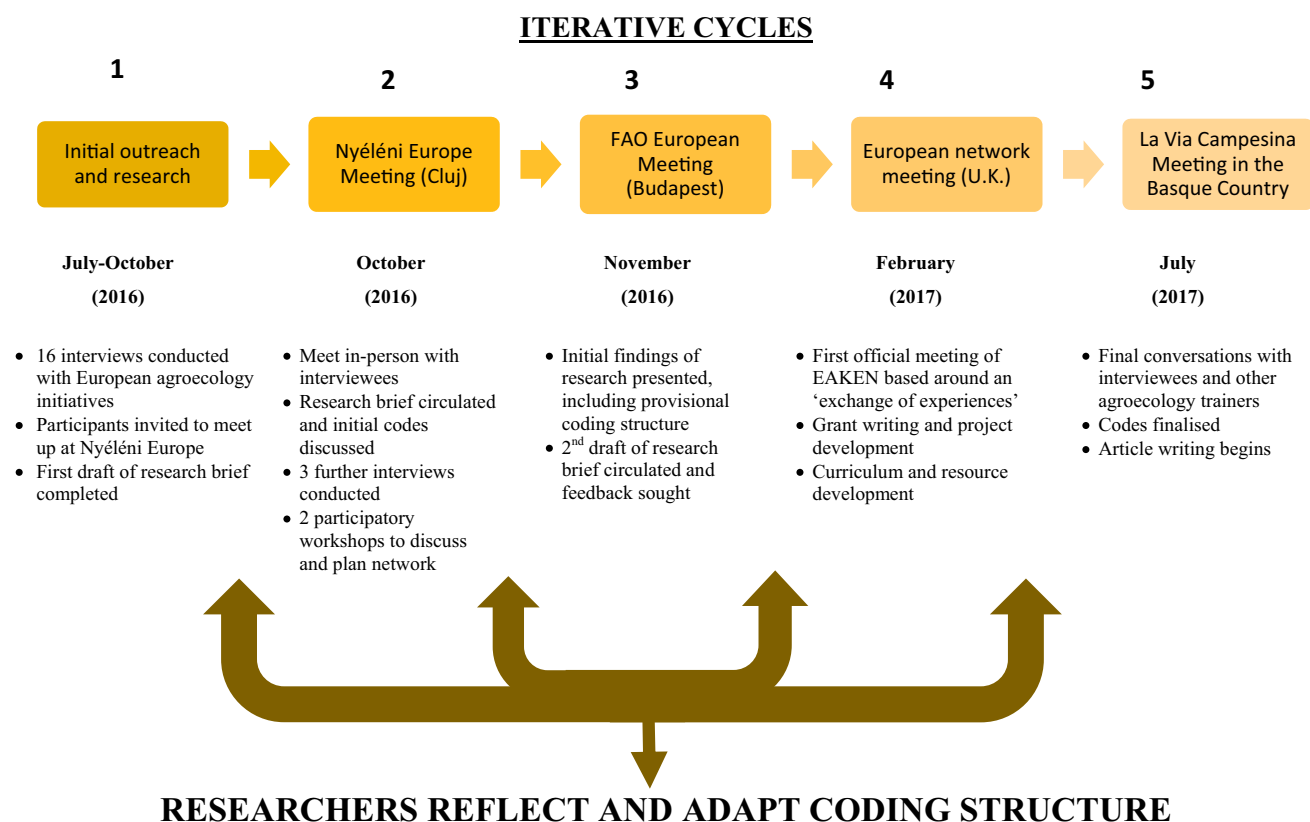 ITERATIVE CYCLES
1
2
3
4
5
Initial outreach
and research
Nyéléni Europe
Meeting (Cluj)
FAO European
Meeting
(Budapest)
European network
meeting (U.K.)
La Via Campesina
Meeting in the
Basque Country
July-October
(2016)
October
(2016)
November
(2016)
February
(2017)
July
(2017)
• 16 interviews conducted
with European agroecology
initiatives
• Participants invited to meet
up at Nyéléni Europe
• First draft of research brief
completed
• Meet in-person with
interviewees
• Research brief circulated
and initial codes
discussed
• 3 further interviews
conducted
• 2 participatory
workshops to discuss
and plan network
• Initial findings of
research presented,
including provisional
coding structure
• 2nd draft of research
brief circulated and
feedback sought
• First official meeting of
EAKEN based around an
‘exchange of experiences’
• Grant writing and project
development
• Curriculum and resource
development
• Final conversations with
interviewees and other
agroecology trainers
• Codes finalised
• Article writing begins
RESEARCHERS REFLECT AND ADAPT CODING STRUCTURE